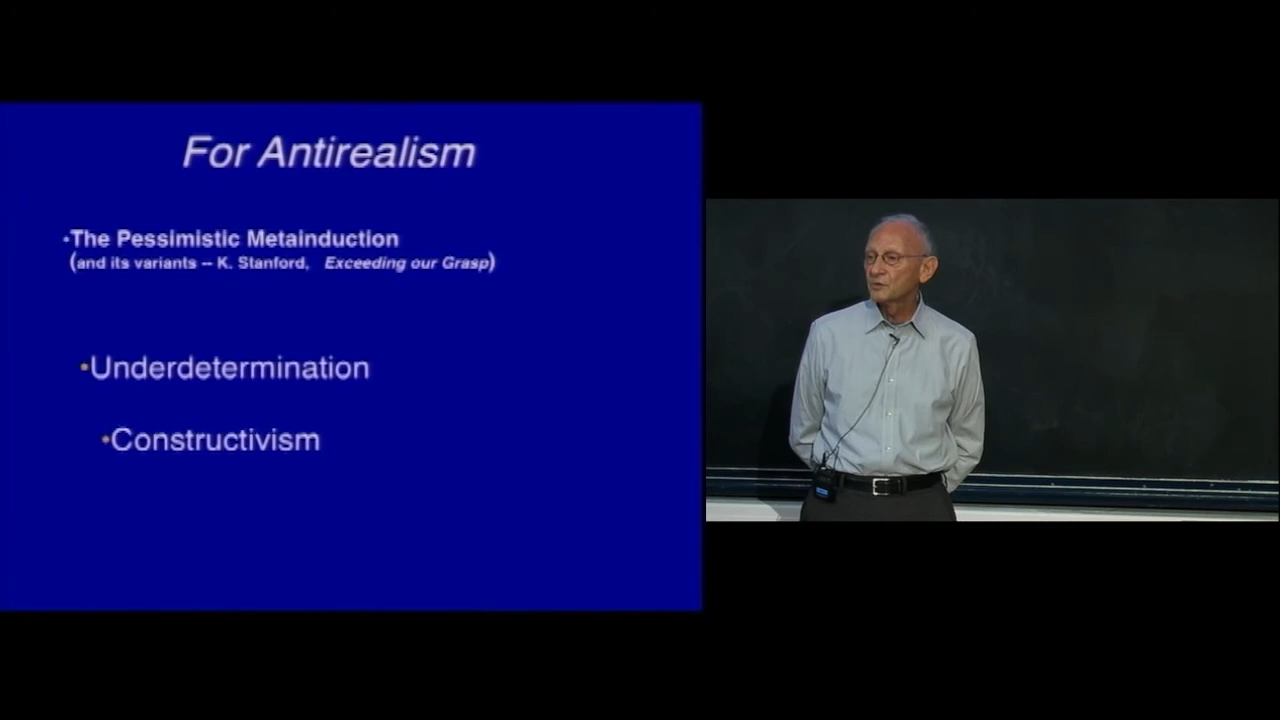 For Antirealism
•The Pessimistic Metainduction
(and its variants -- K. Stanford, Exceeding our Grasp)
•Underdetermination
•Constructivism